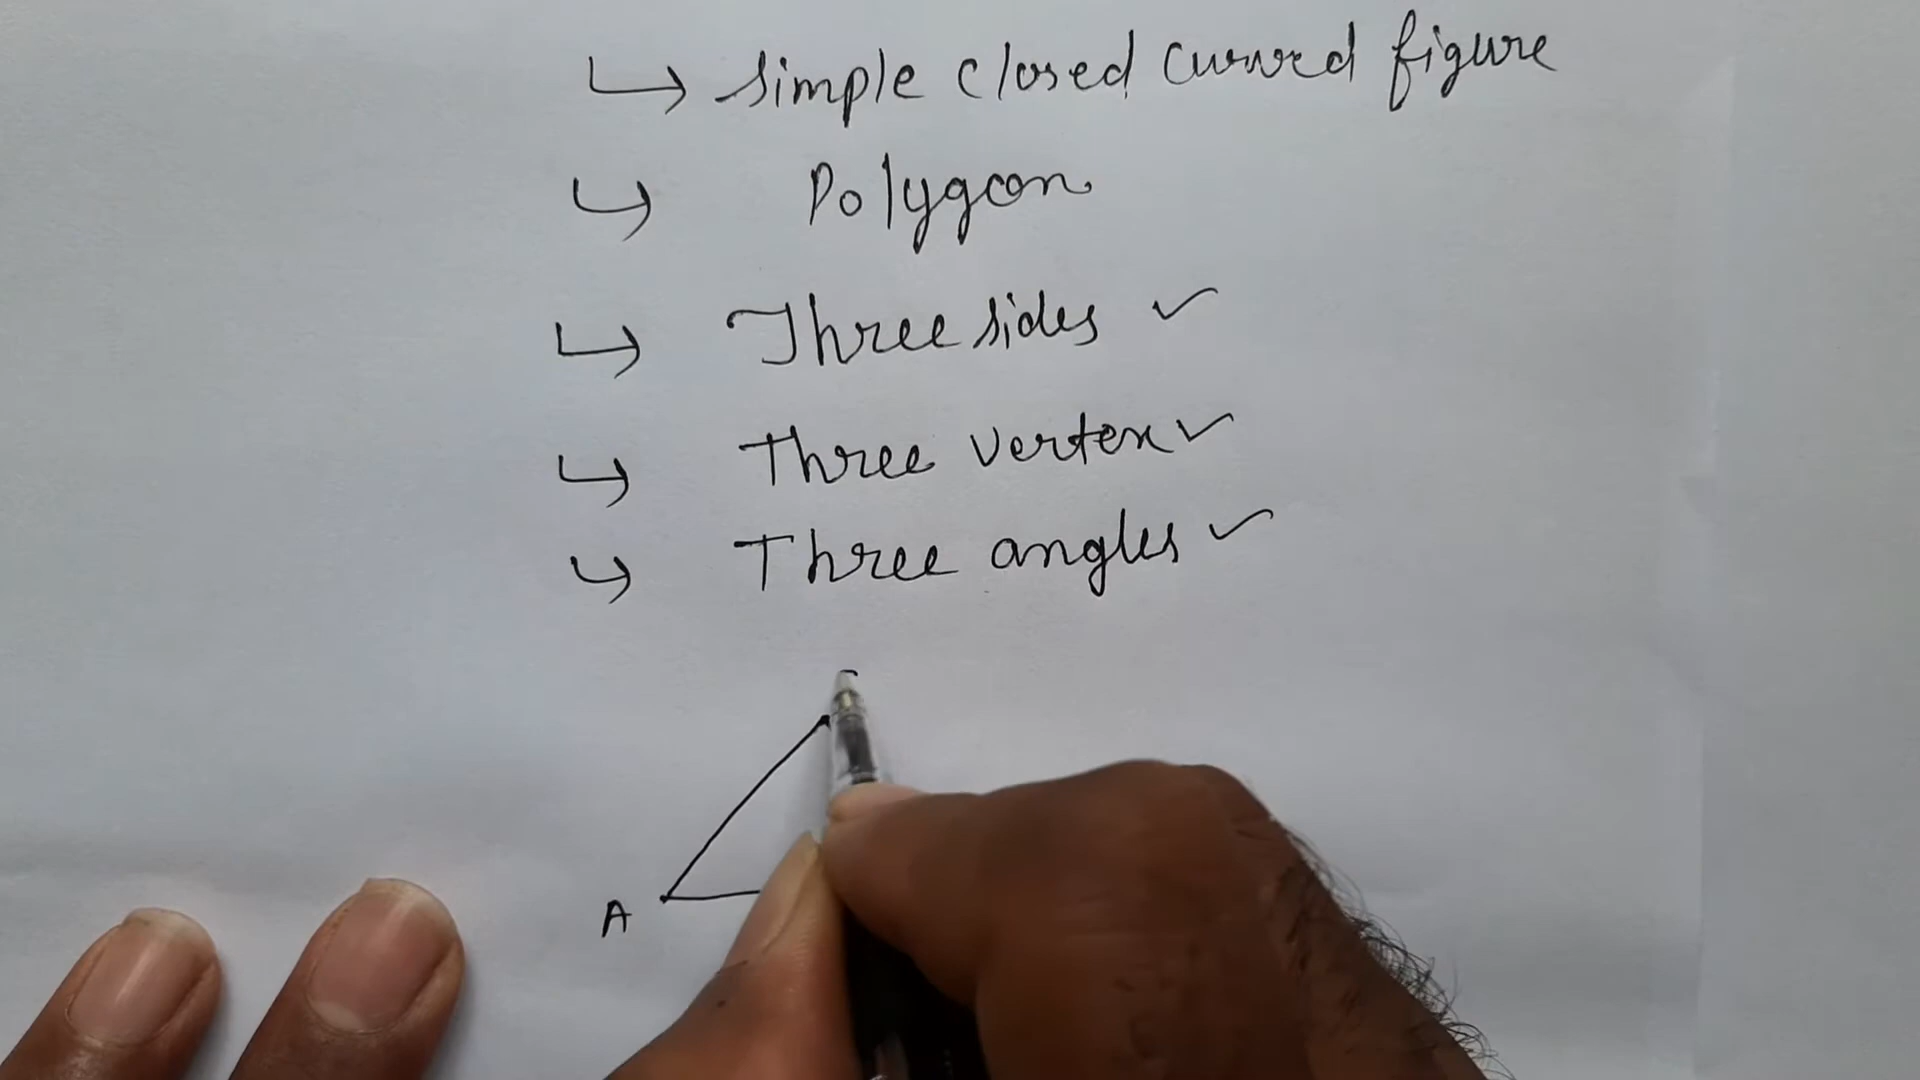 ↳ Simple closed curved figure
↳ Polygon
↳ Three sides ✓
↳ Three vertex ✓
↳ Three angles ✓
A